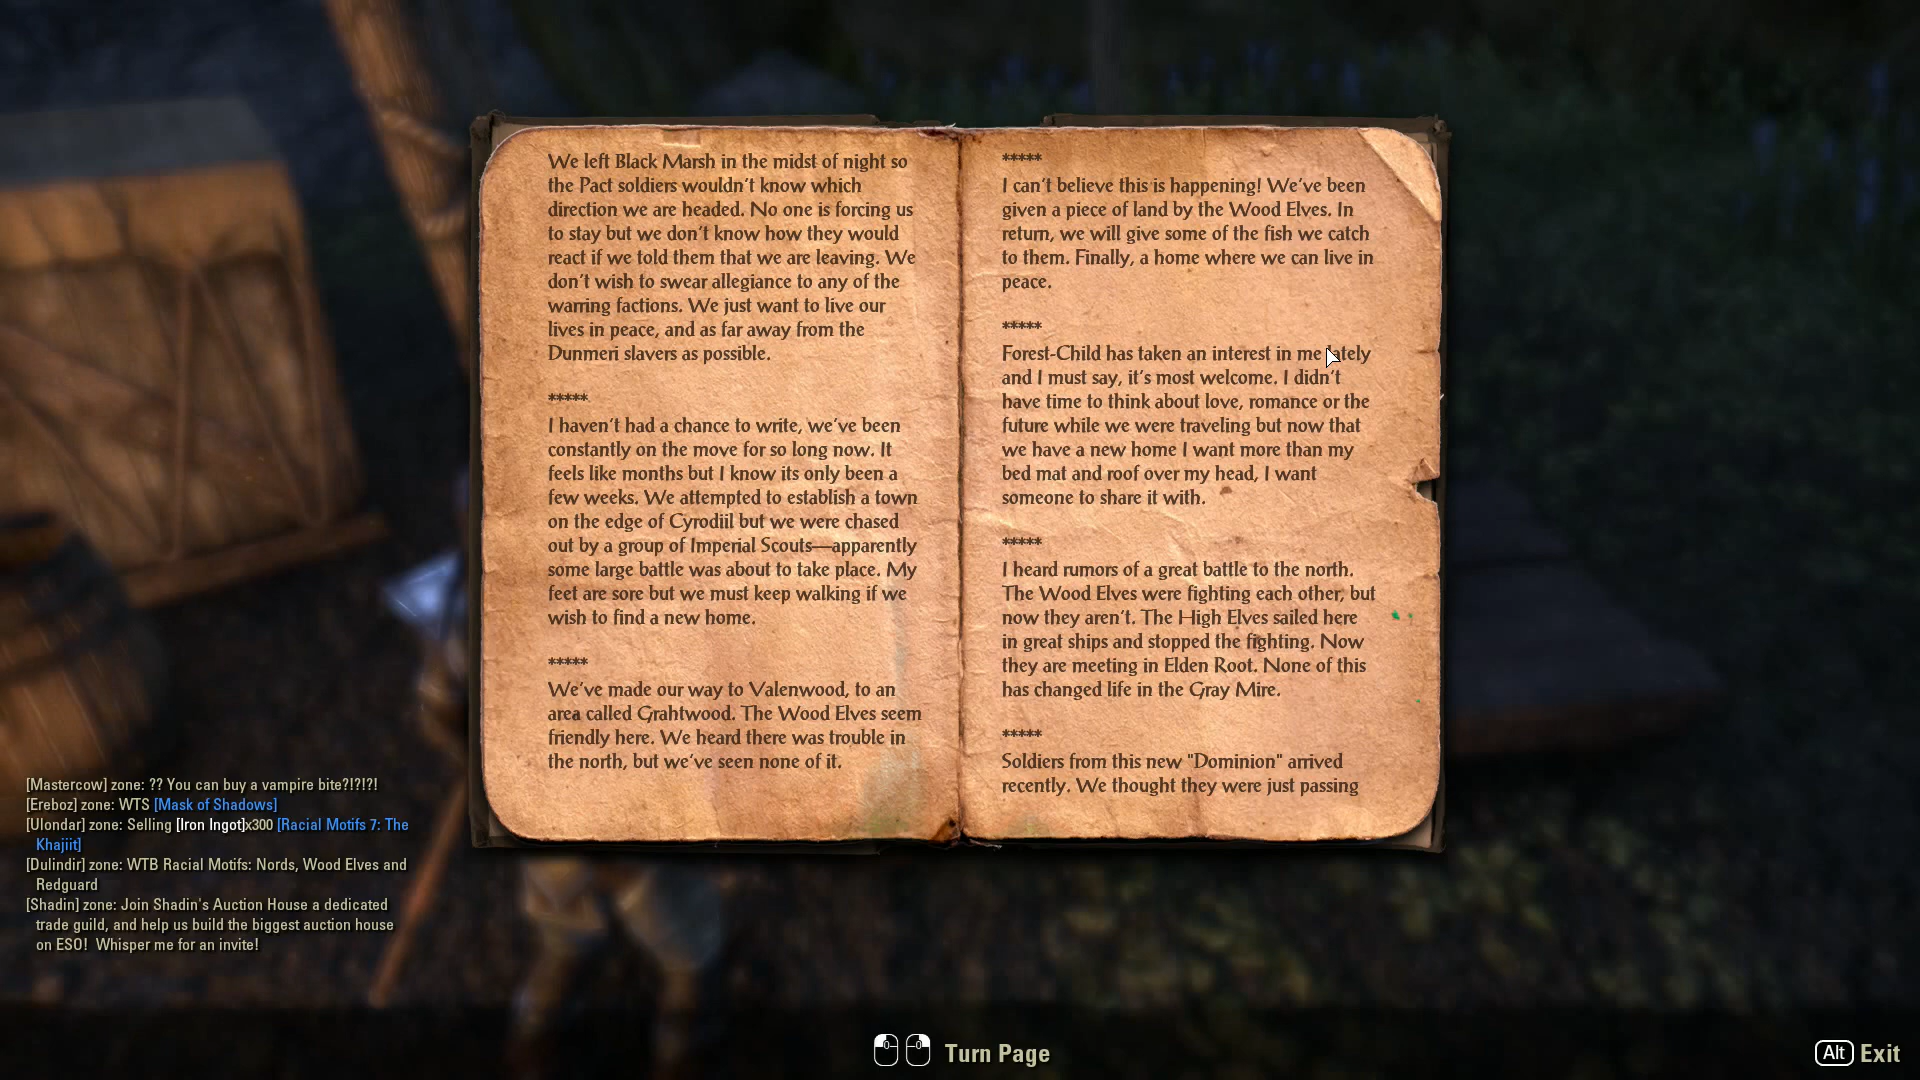 We left Black Marsh in the midst of night so
the Pact soldiers wouldn't know which
direction we are headed. No one is forcing us
to stay but we don't know how they would
react if we told them that we are leaving. We
don't wish to swear allegiance to any of the
warring factions. We just want to live our
lives in peace, and as far away from the
Dunmeri slavers as possible.
*****
I haven't had a chance to write, we've been
constantly on the move for so long now. It
feels like months but I know its only been a
few weeks. We attempted to establish a town
on the edge of Cyrodiil but we were chased
out by a group of Imperial Scouts—apparently
some large battle was about to take place. My
feet are sore but we must keep walking if we
wish to find a new home.
*****
We've made our way to Valenwood, to an
area called Grahtwood. The Wood Elves seem
friendly here. We heard there was trouble in
the north, but we've seen none of it.
*****
I can't believe this is happening! We've been
given a piece of land by the Wood Elves. In
return, we will give some of the fish we catch
to them. Finally, a home where we can live in
peace.
*****
Forest-Child has taken an interest in me lately
and I must say, it's most welcome. I didn't
have time to think about love, romance or the
future while we were traveling but now that
we have a new home I want more than my
bed mat and roof over my head, I want
someone to share it with.
*****
I heard rumors of a great battle to the north.
The Wood Elves were fighting each other, but
now they aren't. The High Elves sailed here
in great ships and stopped the fighting. Now
they are meeting in Elden Root. None of this
has changed life in the Gray Mire.
*****
Soldiers from this new "Dominion" arrived
recently. We thought they were just passing
[Mastercow] zone: ?? You can buy a vampire bite?!?!?!
[Ereboz] zone: WTS [Mask of Shadows]
[Ulondar] zone: Selling [Iron Ingot]x300 [Racial Motifs 7: The
Khajiit]
[Dulindir] zone: WTB Racial Motifs: Nords, Wood Elves and
Redguard
[Shadin] zone: Join Shadin's Auction House a dedicated
trade guild, and help us build the biggest auction house
on ESO!  Whisper me for an invite!
Turn Page
Alt Exit